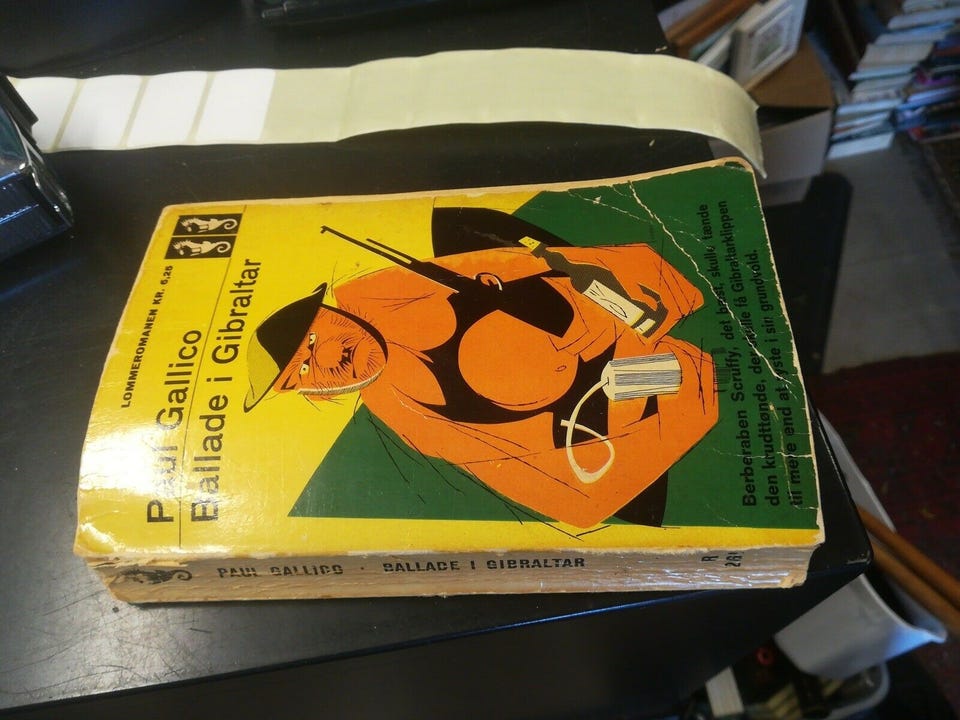 LOMMEROMANEN KR. 6,25
Paul Gallico
Ballade i Gibraltar
Berberaben Scruffy, det bæst, skulle tænde
den krudttønde, der skulle få Gibraltarklippen
til mere end at ryste i sin grundvold.
PAUL GALLICO · BALLADE I GIBRALTAR
R